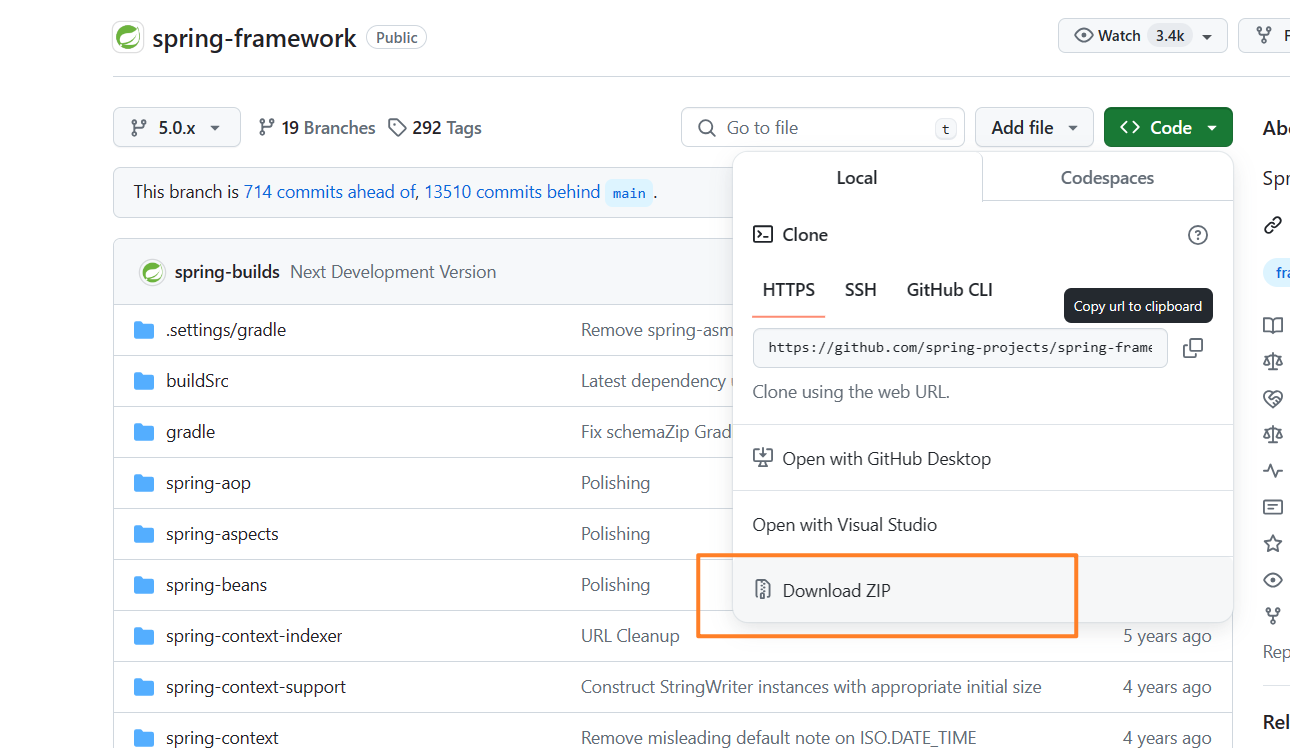 spring-framework Public
Watch 3.4k
5.0.x 19 Branches 292 Tags
Go to file t
Add file
<> Code
This branch is 714 commits ahead of, 13510 commits behind main .
Local Codespaces
Clone
HTTPS SSH GitHub CLI
Copy url to clipboard
https://github.com/spring-projects/spring-frame
Clone using the web URL.
Open with GitHub Desktop
Open with Visual Studio
Download ZIP
spring-builds Next Development Version
.settings/gradle Remove spring-asm
buildSrc Latest dependency
gradle Fix schemaZip Grad
spring-aop Polishing
spring-aspects Polishing
spring-beans Polishing
spring-context-indexer URL Cleanup 5 years ago
spring-context-support Construct StringWriter instances with appropriate initial size 4 years ago
spring-context Remove misleading default note on ISO.DATE_TIME 4 years ago
Abo
Spr
fra
Rep
Rel